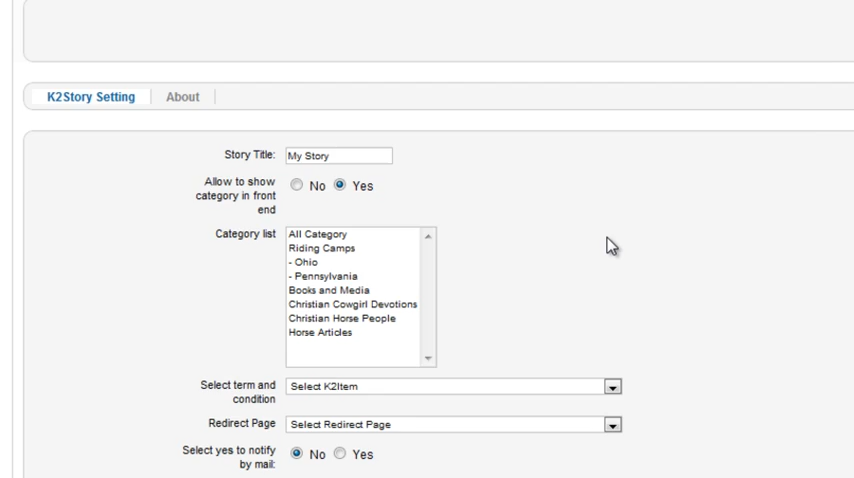 K2Story Setting About
Story Title: My Story
Allow to show
category in front
end
No Yes
Category list
All Category
Riding Camps
- Ohio
- Pennsylvania
Books and Media
Christian Cowgirl Devotions
Christian Horse People
Horse Articles
Select term and
condition
Select K2Item
Redirect Page Select Redirect Page
Select yes to notify
by mail:
No Yes